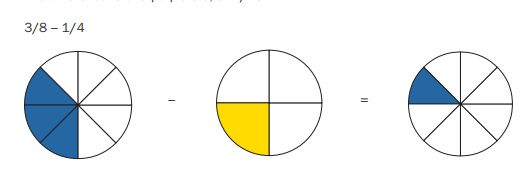 3/8 – 1/4
– =